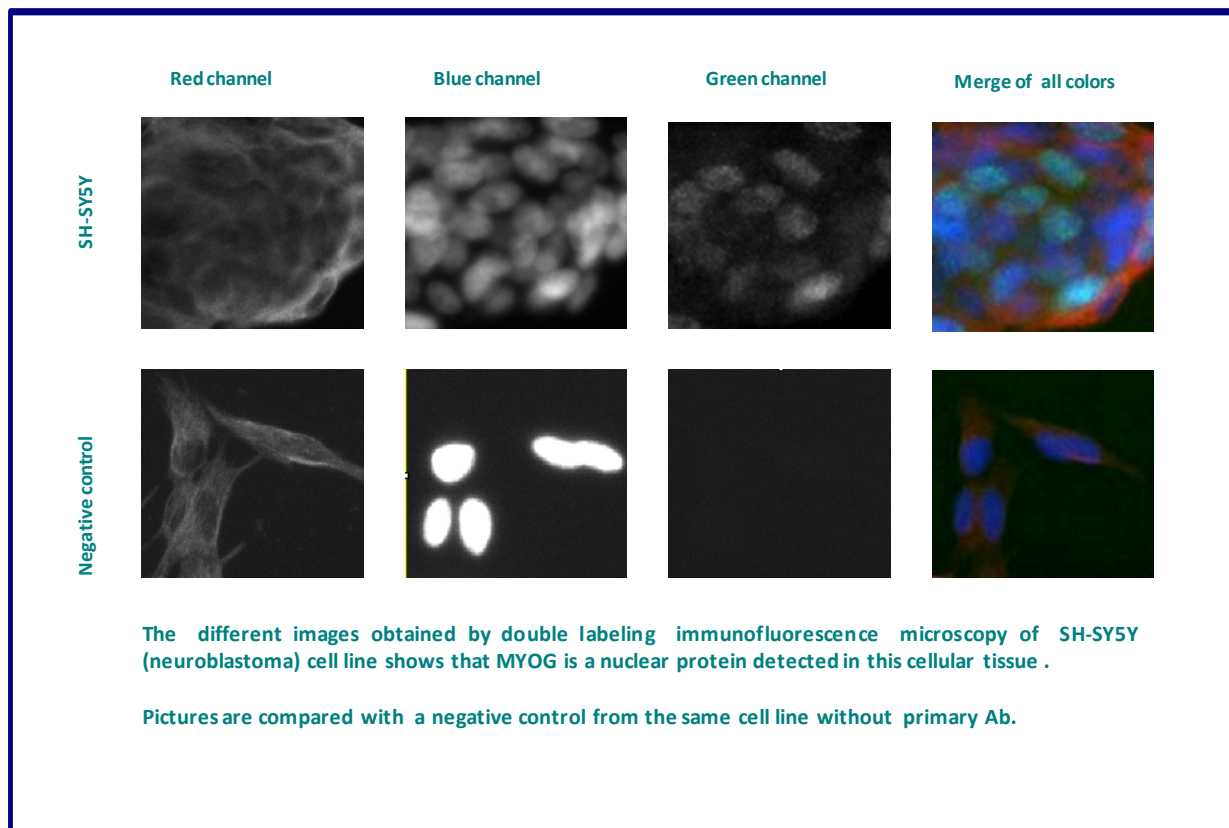 Red channel
Blue channel
Green channel
Merge of all colors
SH-SY5Y
Negative control
The different images obtained by double labeling immunofluorescence microscopy of SH-SY5Y
(neuroblastoma) cell line shows that MYOG is a nuclear protein detected in this cellular tissue .
Pictures are compared with a negative control from the same cell line without primary Ab.